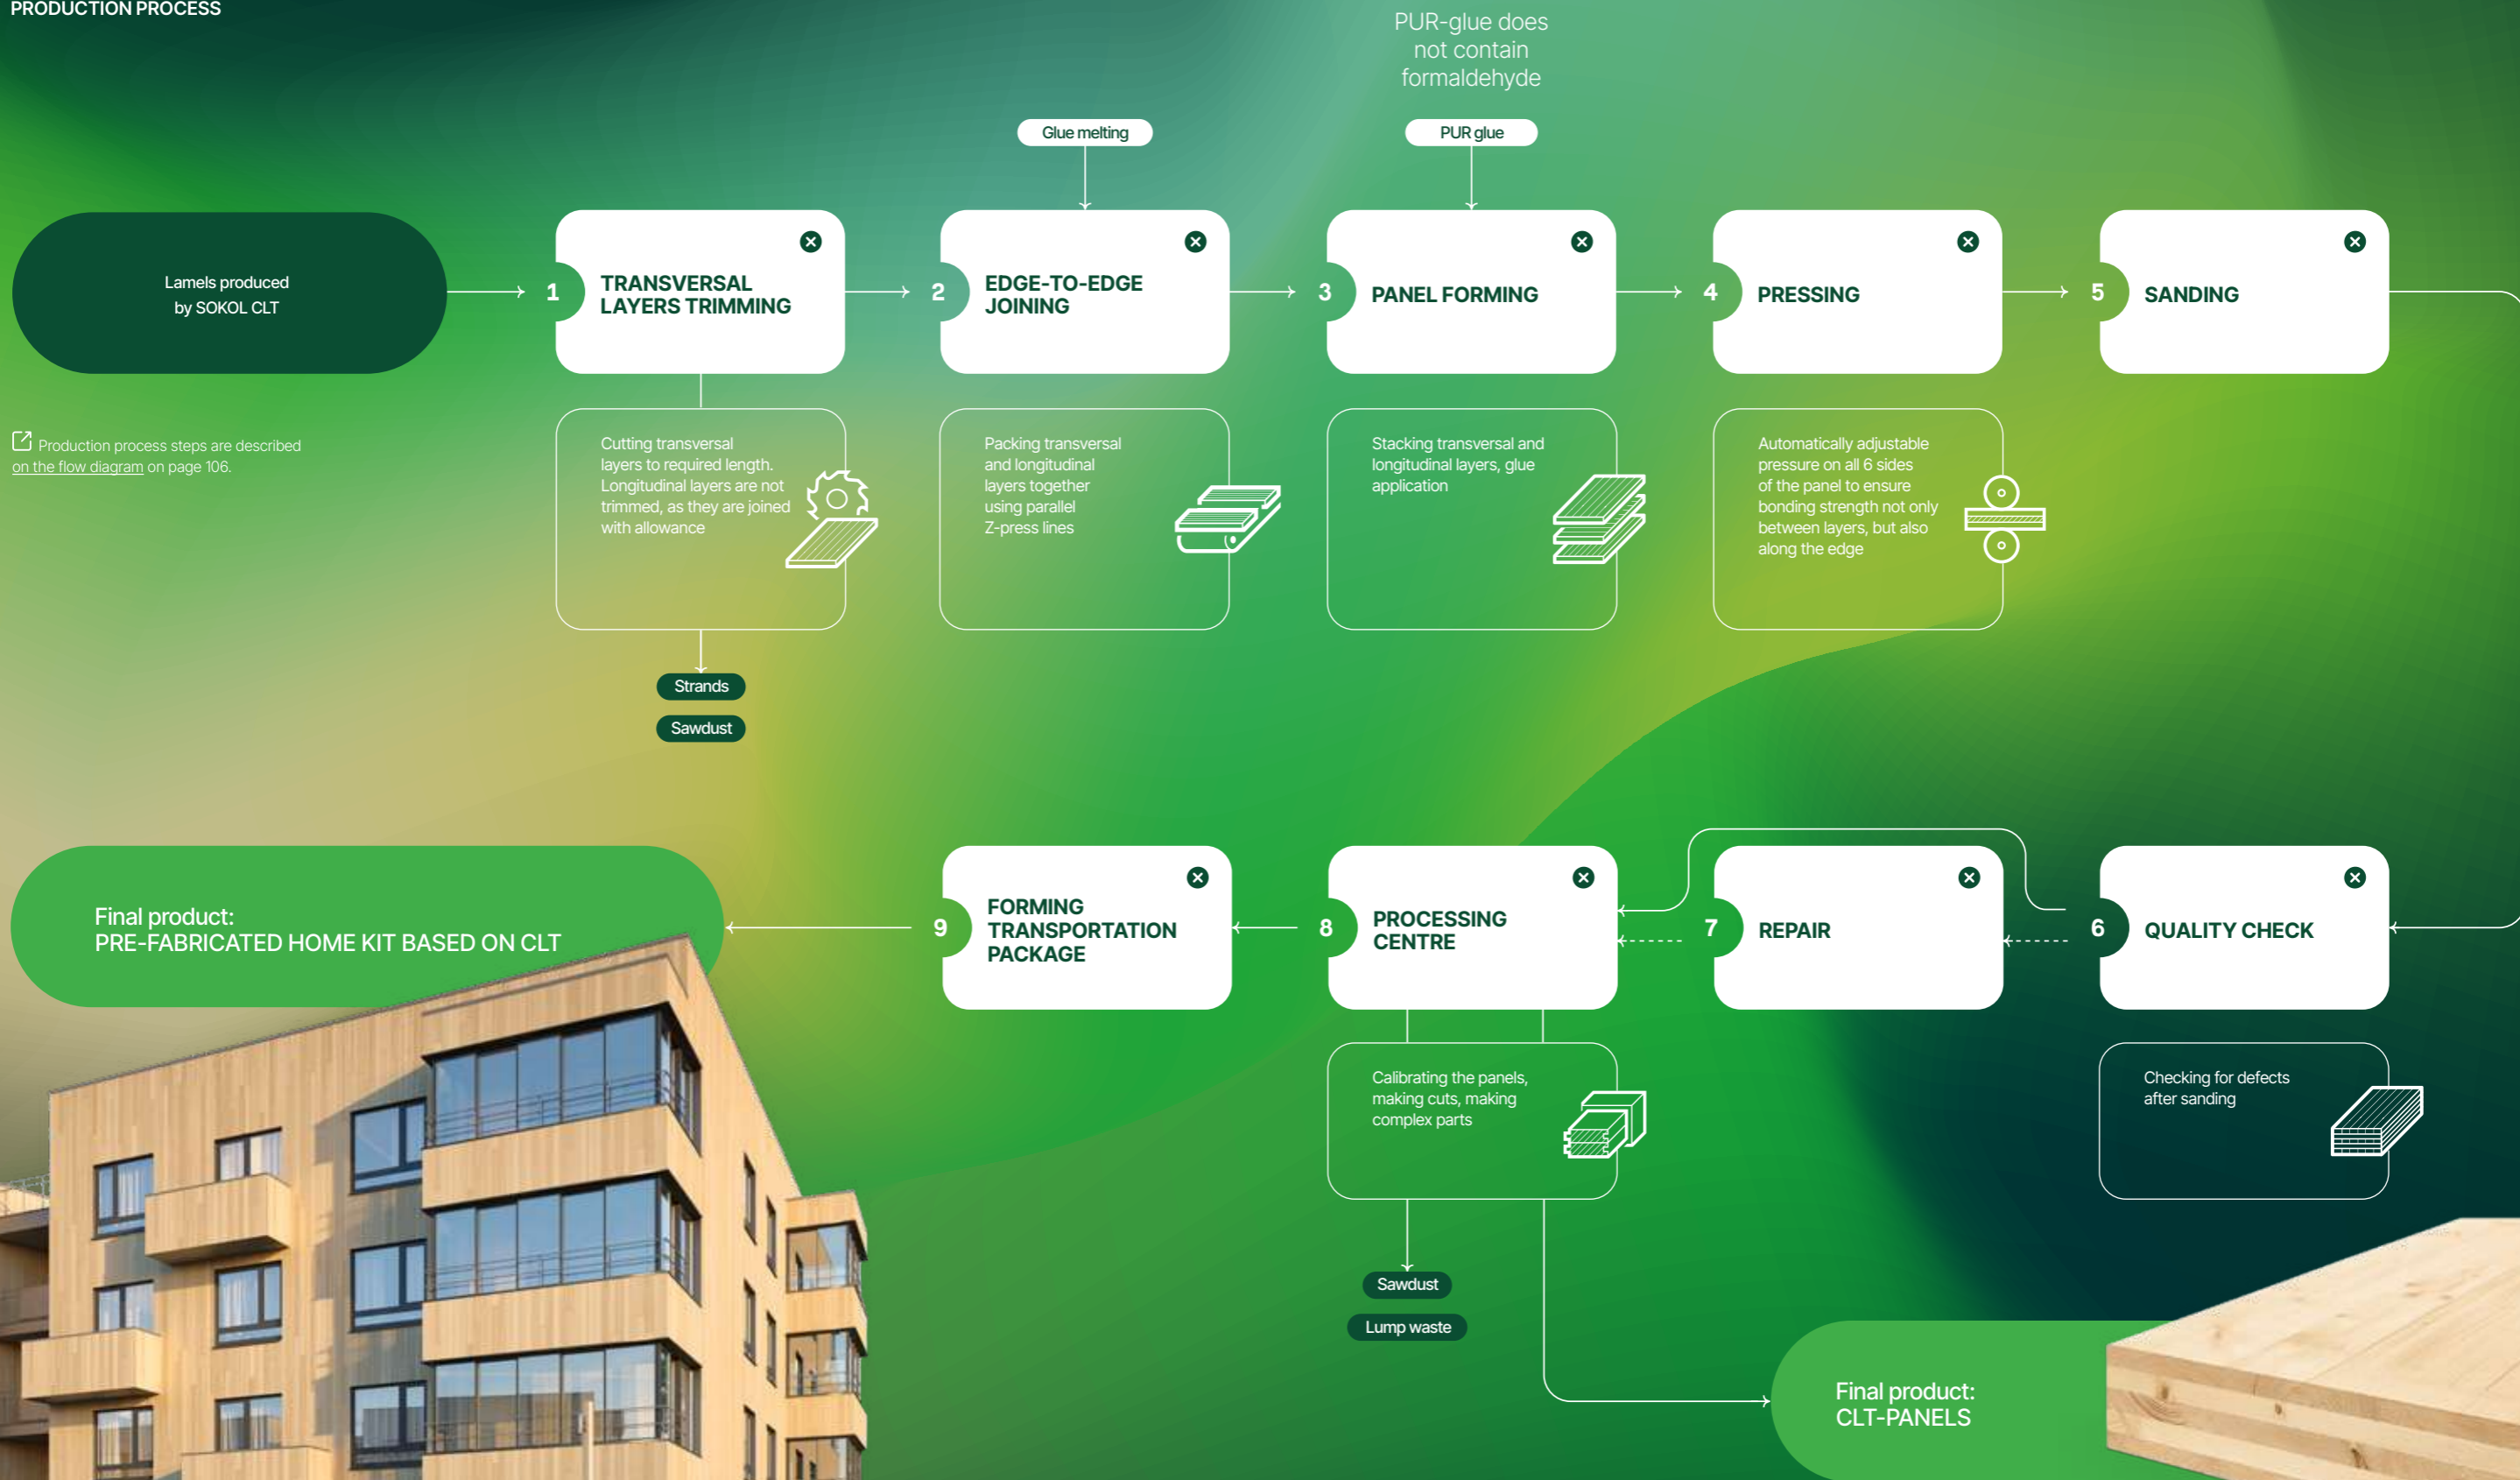 PRODUCTION PROCESS
PUR-glue does
not contain
formaldehyde
Glue melting
PUR glue
Lamels produced
by SOKOL CLT
1
TRANSVERSAL
LAYERS TRIMMING
2
EDGE-TO-EDGE
JOINING
3
PANEL FORMING
4
PRESSING
5
SANDING
Production process steps are described
on the flow diagram on page 106.
Cutting transversal
layers to required length.
Longitudinal layers are not
trimmed, as they are joined
with allowance
Packing transversal
and longitudinal
layers together
using parallel
Z-press lines
Stacking transversal and
longitudinal layers, glue
application
Automatically adjustable
pressure on all 6 sides
of the panel to ensure
bonding strength not only
between layers, but also
along the edge
Strands
Sawdust
Final product:
PRE-FABRICATED HOME KIT BASED ON CLT
9
FORMING
TRANSPORTATION
PACKAGE
8
PROCESSING
CENTRE
7
REPAIR
6
QUALITY CHECK
Calibrating the panels,
making cuts, making
complex parts
Checking for defects
after sanding
Sawdust
Lump waste
Final product:
CLT-PANELS